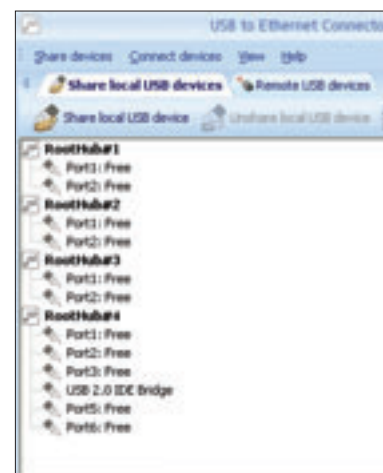 USB to Ethernet Connecto
Share devices Connect devices View Help
Share local USB devices Remote USB devices
Share local USB device Unshare local USB device
RootHub#1
Port1: Free
Port2: Free
RootHub#2
Port1: Free
Port2: Free
RootHub#3
Port1: Free
Port2: Free
RootHub#4
Port1: Free
Port2: Free
Port3: Free
USB 2.0 IDE Bridge
Port5: Free
Port6: Free